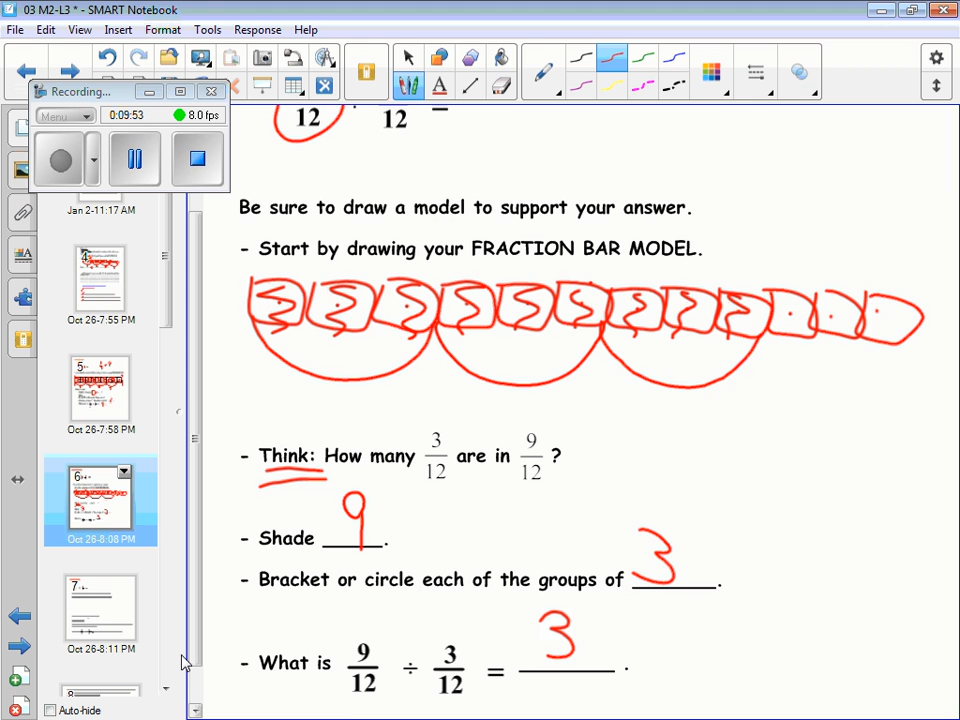 03 M2-L3 * - SMART Notebook
File Edit View Insert Format Tools Response Help
Recording...
Menu 0:09:53 8.0 fps
Jan 2-11:17 AM
Oct 26-7:55 PM
Oct 26-7:58 PM
Oct 26-8:08 PM
Oct 26-8:11 PM
Auto-hide
12 ÷ 12 =
Be sure to draw a model to support your answer.
- Start by drawing your FRACTION BAR MODEL.
- Think: How many 3/12 are in 9/12 ?
- Shade 9.
- Bracket or circle each of the groups of 3.
- What is 9/12 ÷ 3/12 = 3.